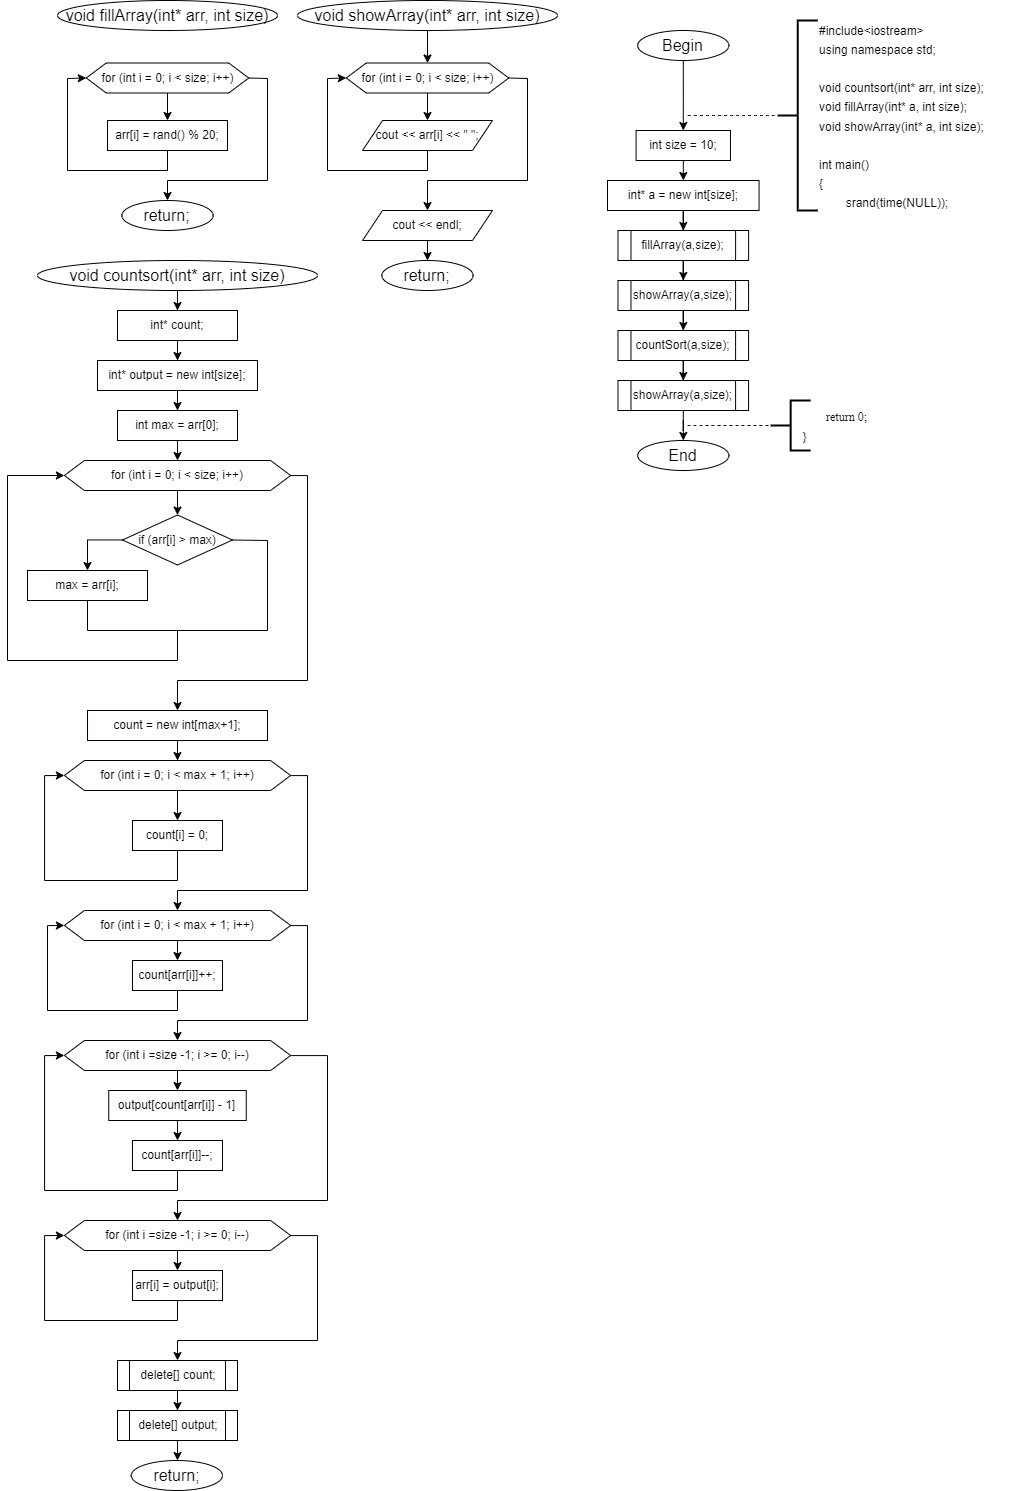 void fillArray(int* arr, int size)
for (int i = 0; i < size; i++)
arr[i] = rand() % 20;
return;
void showArray(int* arr, int size)
for (int i = 0; i < size; i++)
cout << arr[i] << " ";
cout << endl;
return;
void countsort(int* arr, int size)
int* count;
int* output = new int[size];
int max = arr[0];
for (int i = 0; i < size; i++)
if (arr[i] > max)
max = arr[i];
count = new int[max+1];
for (int i = 0; i < max + 1; i++)
count[i] = 0;
for (int i = 0; i < max + 1; i++)
count[arr[i]]++;
for (int i =size -1; i >= 0; i--)
output[count[arr[i]] - 1]
count[arr[i]]--;
for (int i =size -1; i >= 0; i--)
arr[i] = output[i];
delete[] count;
delete[] output;
return;
Begin
int size = 10;
int* a = new int[size];
fillArray(a,size);
showArray(a,size);
countSort(a,size);
showArray(a,size);
End
#include<iostream>
using namespace std;
void countsort(int* arr, int size);
void fillArray(int* a, int size);
void showArray(int* a, int size);
int main()
{
srand(time(NULL));
return 0;
}